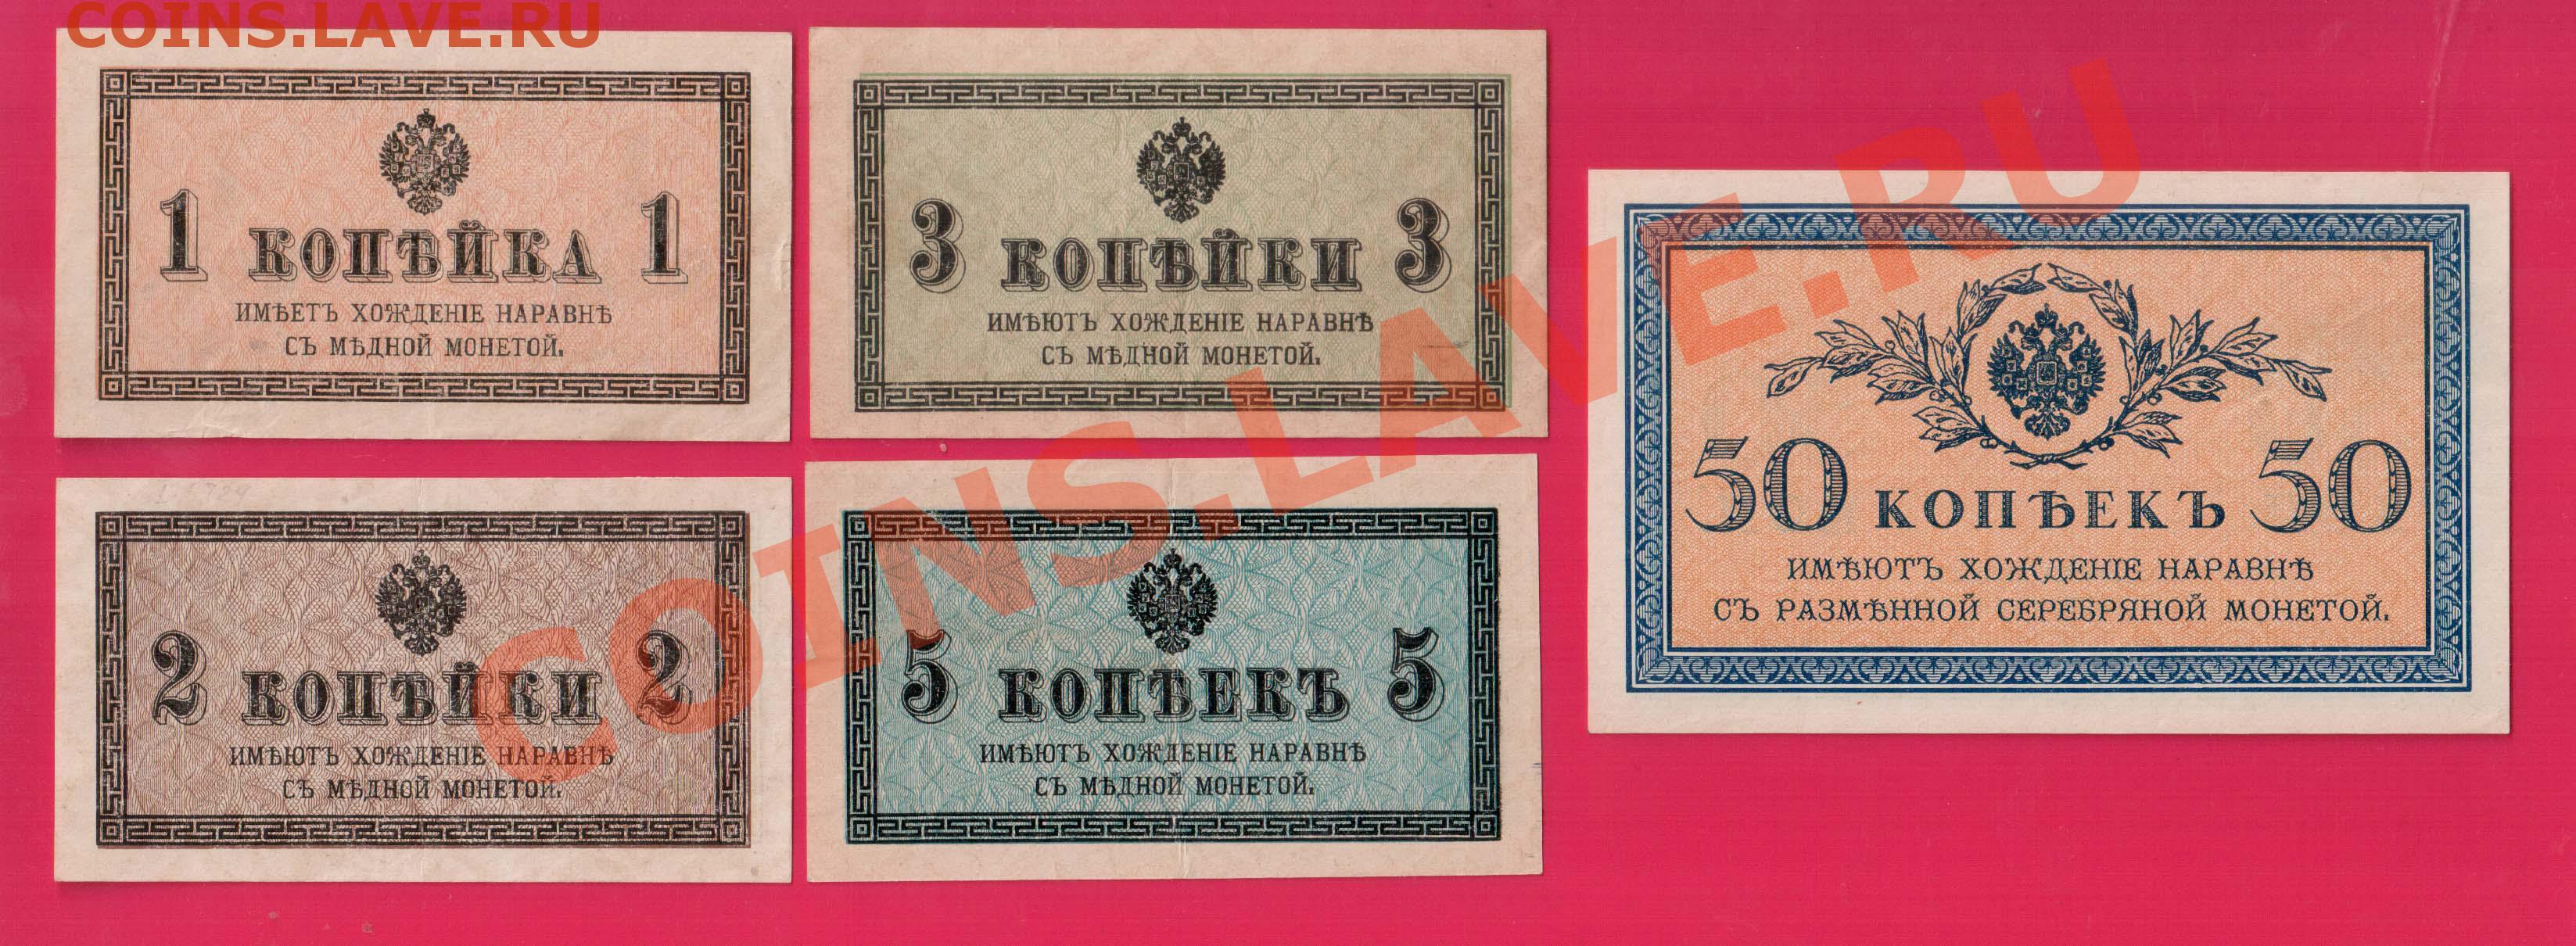 COINS.LAVE.RU
1 КОПѢЙКА 1
ИМѢЕТЪ ХОЖДЕНІЕ НАРАВНѢ
СЪ МѢДНОЙ МОНЕТОЙ.
3 КОПѢЙКИ 3
ИМѢЮТЪ ХОЖДЕНІЕ НАРАВНѢ
СЪ МѢДНОЙ МОНЕТОЙ.
2 КОПѢЙКИ 2
ИМѢЮТЪ ХОЖДЕНІЕ НАРАВНѢ
СЪ МѢДНОЙ МОНЕТОЙ.
5 КОПѢЕКЪ 5
ИМѢЮТЪ ХОЖДЕНІЕ НАРАВНѢ
СЪ МѢДНОЙ МОНЕТОЙ.
50 КОПѢЕКЪ 50
ИМѢЮТЪ ХОЖДЕНІЕ НАРАВНѢ
СЪ РАЗМѢННОЙ СЕРЕБРЯНОЙ МОНЕТОЙ.
COINS.LAVE.RU